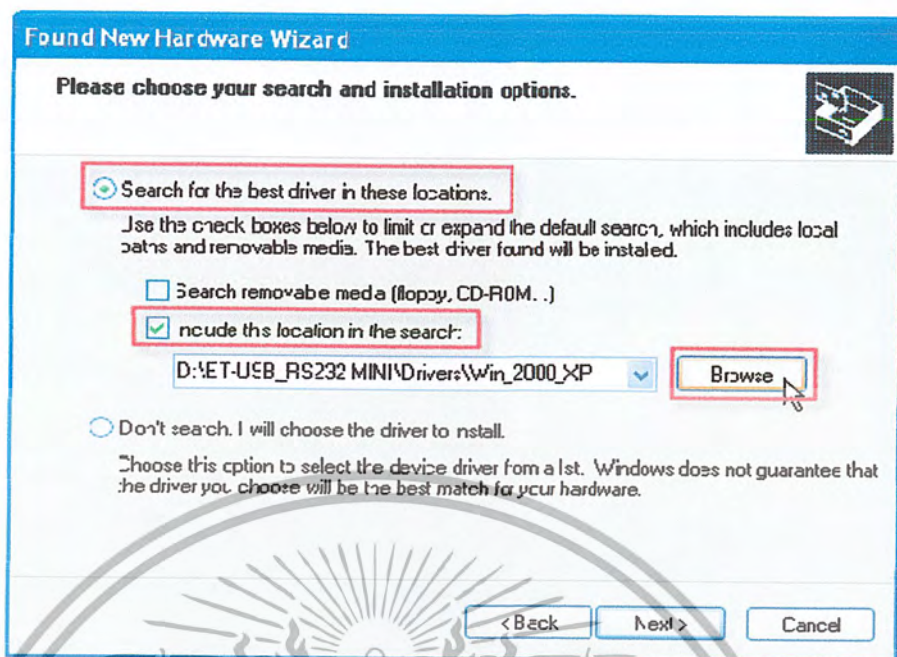 Found New Hardware Wizard
Please choose your search and installation options.
Search for the best driver in these locations.
Use the check boxes below to limit or expand the default search, which includes local
paths and removable media. The best driver found will be installed.
Search removable media (floppy, CD-ROM...)
Include this location in the search:
D:\ET-USB_RS232 MINI\Drivers\Win_2000_XP
Browse
Don't search. I will choose the driver to install.
Choose this option to select the device driver from a list. Windows does not guarantee that
the driver you choose will be the best match for your hardware.
< Back
Next >
Cancel